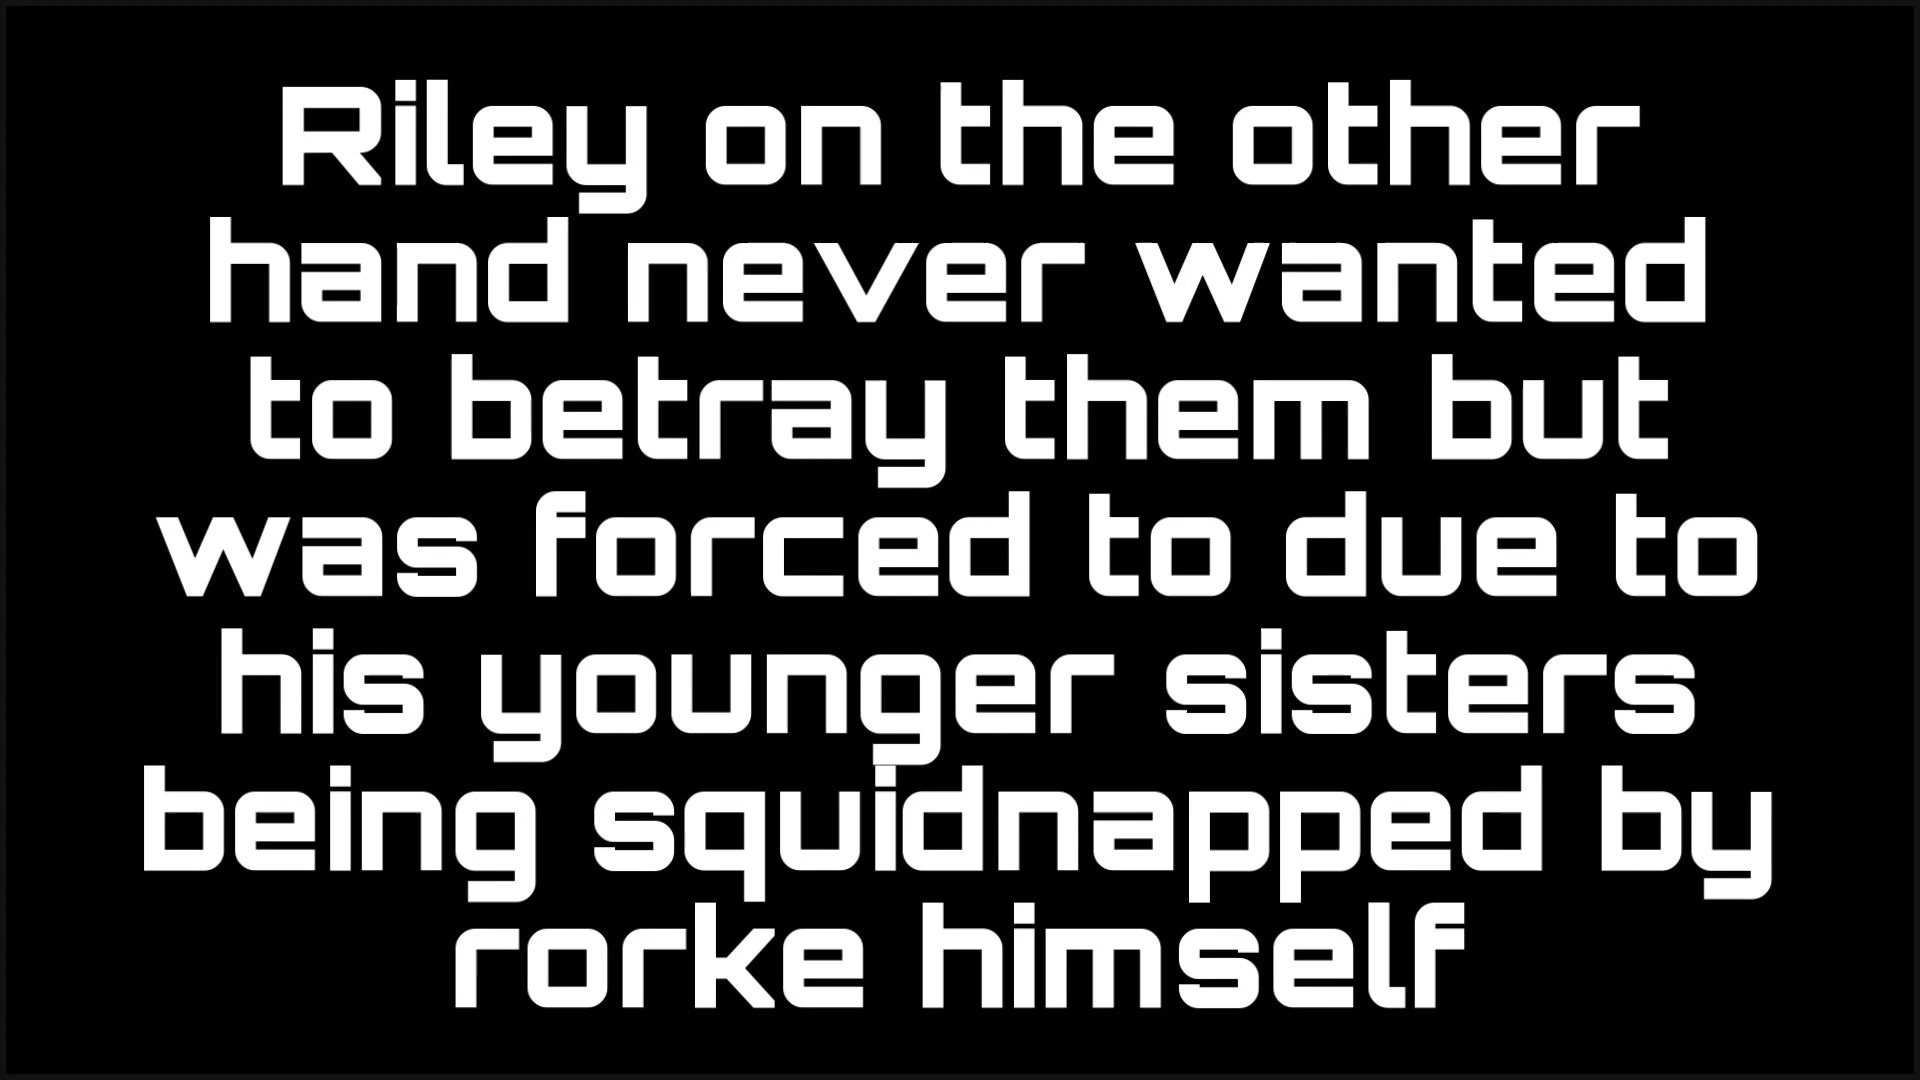 Riley on the other
hand never wanted
to betray them but
was forced to due to
his younger sisters
being squidnapped by
rorke himself